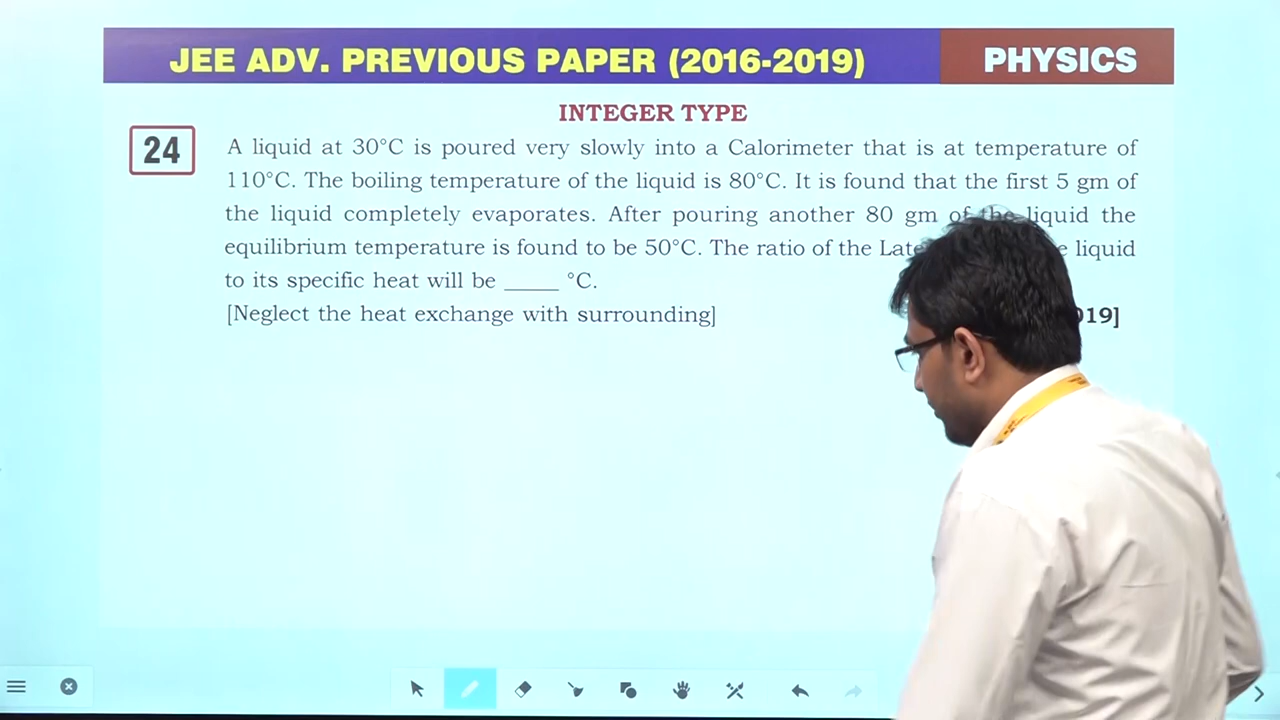 JEE ADV. PREVIOUS PAPER (2016-2019)
PHYSICS
INTEGER TYPE
24
A liquid at 30°C is poured very slowly into a Calorimeter that is at temperature of
110°C. The boiling temperature of the liquid is 80°C. It is found that the first 5 gm of
the liquid completely evaporates. After pouring another 80 gm of the liquid the
equilibrium temperature is found to be 50°C. The ratio of the liquid
to its specific heat will be _____ °C.
[Neglect the heat exchange with surrounding]